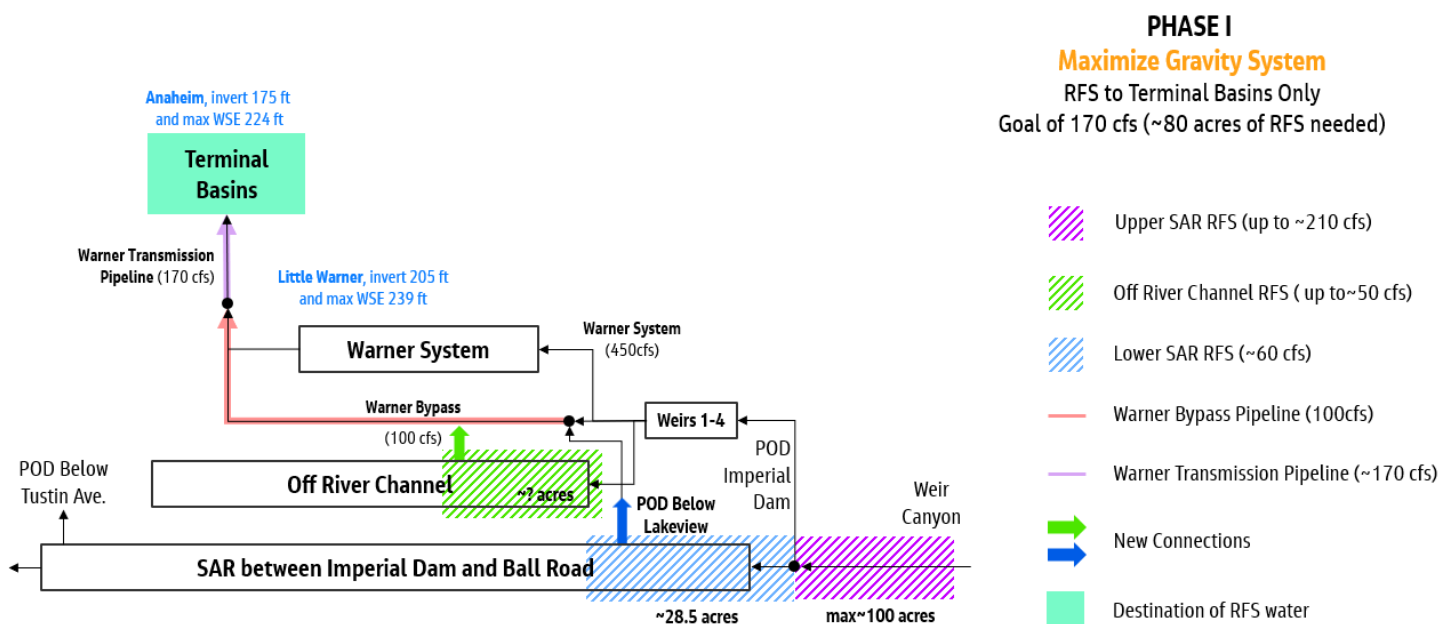 PHASE I
Maximize Gravity System
RFS to Terminal Basins Only
Goal of 170 cfs (~80 acres of RFS needed)
Anaheim, invert 175 ft
and max WSE 224 ft
Terminal
Basins
Warner Transmission
Pipeline (170 cfs)
Little Warner, invert 205 ft
and max WSE 239 ft
Warner System
Warner System
(450cfs)
Warner Bypass
(100 cfs)
Weirs 1-4
POD
Imperial
Dam
Weir
Canyon
POD Below
Tustin Ave.
Off River Channel
~? acres
POD Below
Lakeview
SAR between Imperial Dam and Ball Road
~28.5 acres
max~100 acres
Upper SAR RFS (up to ~210 cfs)
Off River Channel RFS ( up to~50 cfs)
Lower SAR RFS (~60 cfs)
Warner Bypass Pipeline (100cfs)
Warner Transmission Pipeline (~170 cfs)
New Connections
Destination of RFS water